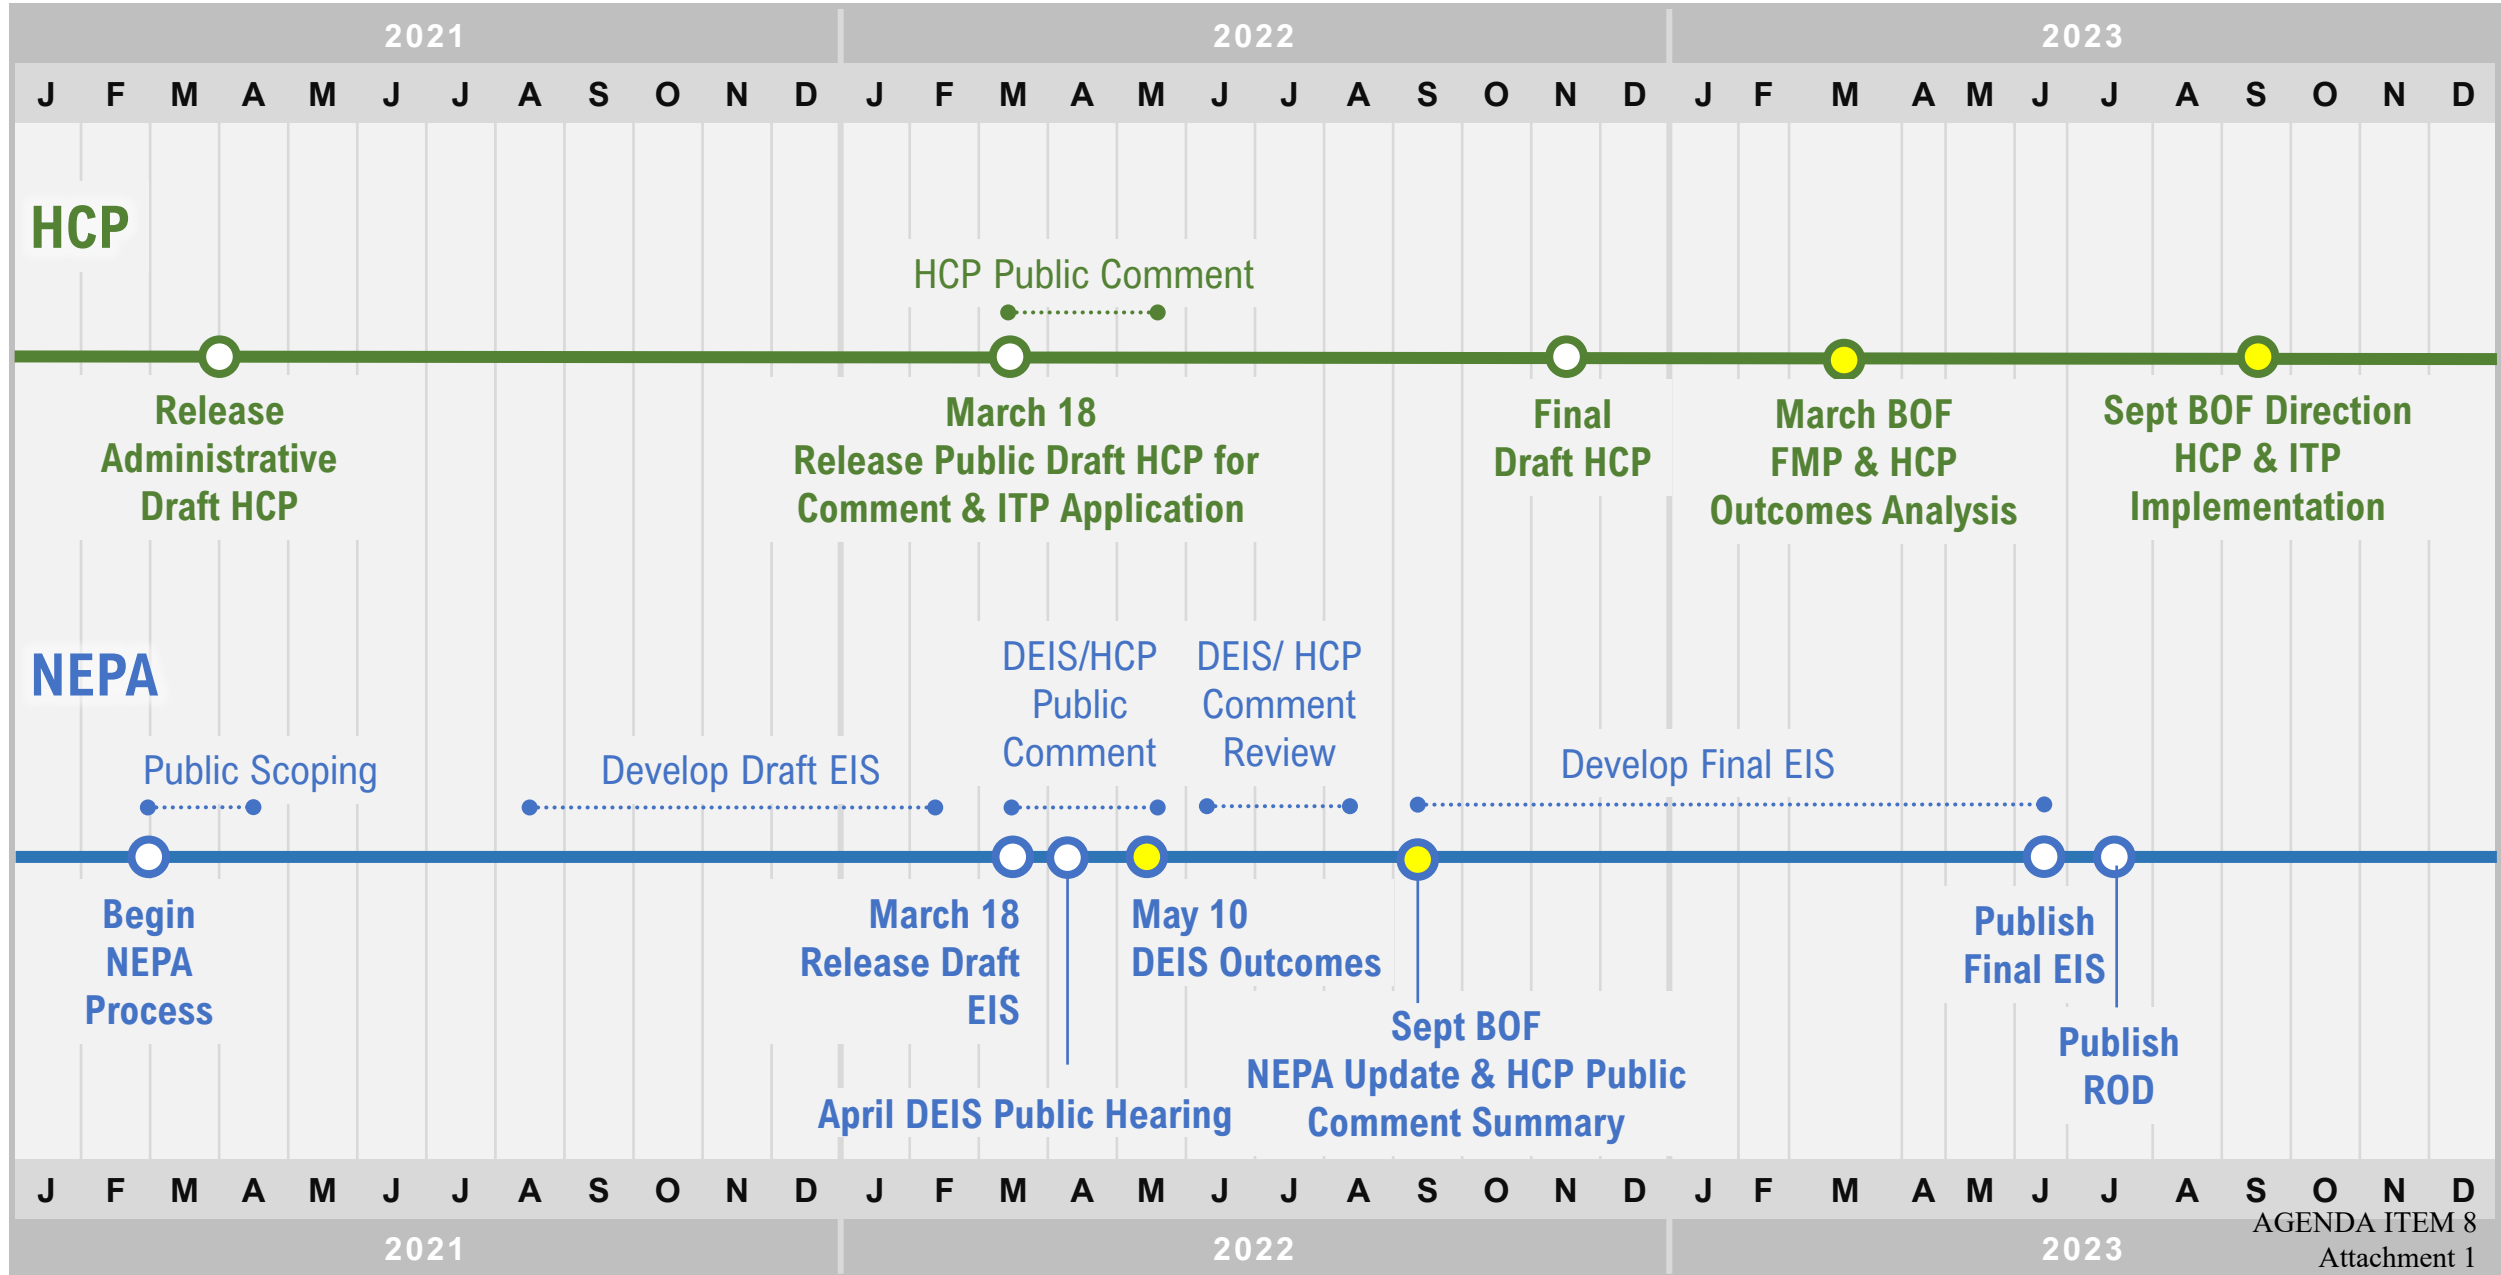 2021 2022 2023
J F M A M J J A S O N D J F M A M J J A S O N D J F M A M J J A S O N D
HCP
HCP Public Comment
Release
Administrative
Draft HCP
March 18
Release Public Draft HCP for
Comment & ITP Application
Final
Draft HCP
March BOF
FMP & HCP
Outcomes Analysis
Sept BOF Direction
HCP & ITP
Implementation
NEPA
Public Scoping
Develop Draft EIS
DEIS/HCP
Public
Comment
DEIS/ HCP
Comment
Review
Develop Final EIS
Begin
NEPA
Process
March 18
Release Draft
EIS
April DEIS Public Hearing
May 10
DEIS Outcomes
Sept BOF
NEPA Update & HCP Public
Comment Summary
Publish
Final EIS
Publish
ROD
J F M A M J J A S O N D J F M A M J J A S O N D J F M A M J J A S O N D
2021 2022 2023
AGENDA ITEM 8
Attachment 1